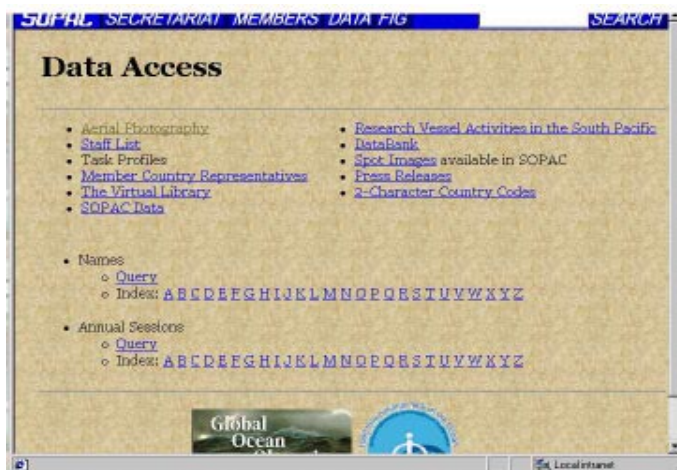 SOPAC SECRETARIAT MEMBERS DATA FIG SEARCH
Data Access
Aerial Photography
Staff List
Task Profiles
Member Country Representatives
The Virtual Library
SOPAC Data
Research Vessel Activities in the South Pacific
DataBank
Spot Images available in SOPAC
Press Releases
2-Character Country Codes
Names
Query
Index: A B C D E F G H I J K L M N O P Q R S T U V W X Y Z
Annual Sessions
Query
Index: A B C D E F G H I J K L M N O P Q R S T U V W X Y Z
Global
Ocean
Local intranet